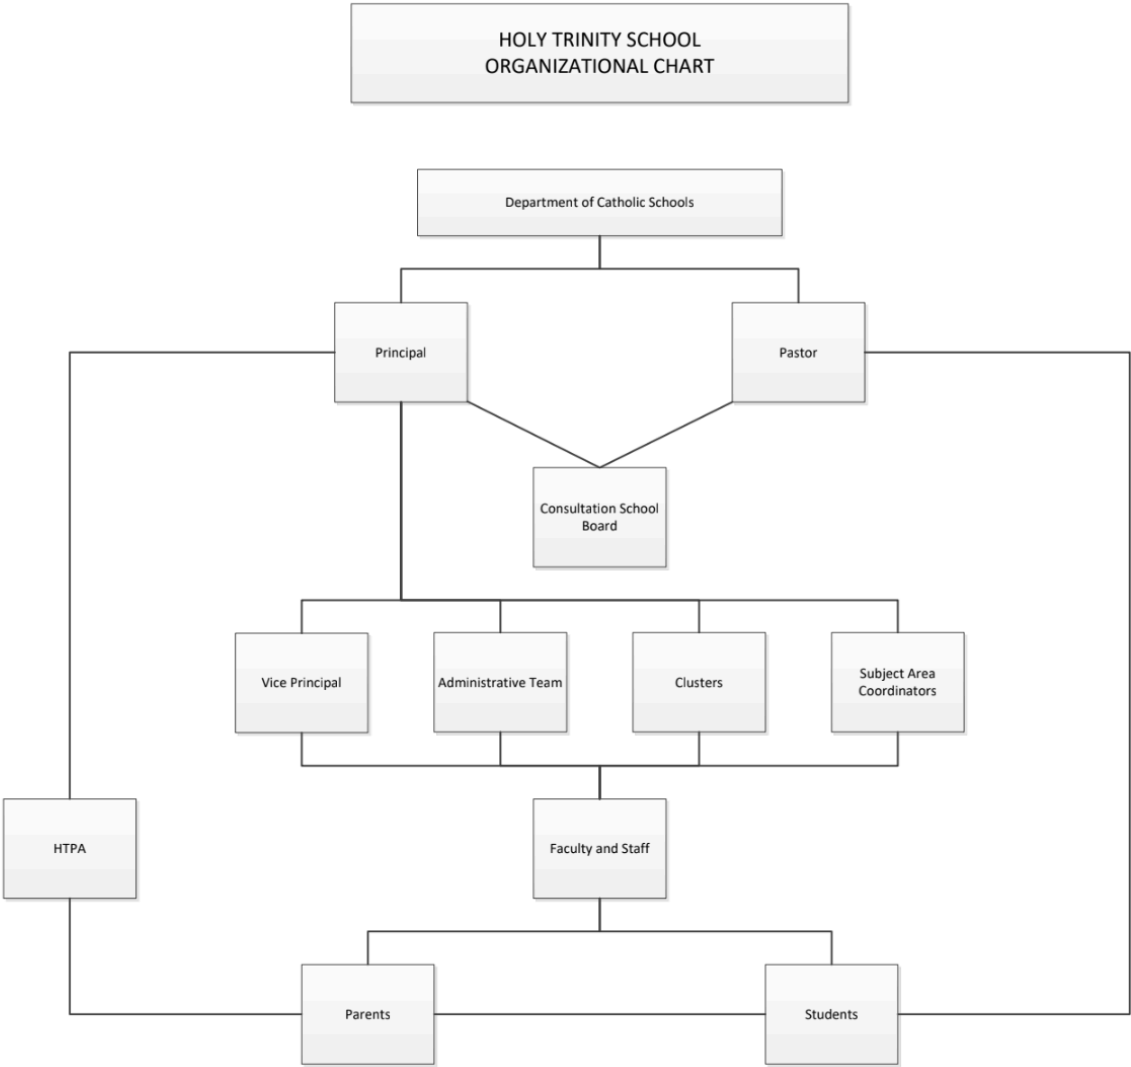 HOLY TRINITY SCHOOL
ORGANIZATIONAL CHART
Department of Catholic Schools
Principal
Pastor
Consultation School
Board
Vice Principal
Administrative Team
Clusters
Subject Area
Coordinators
HTPA
Faculty and Staff
Parents
Students